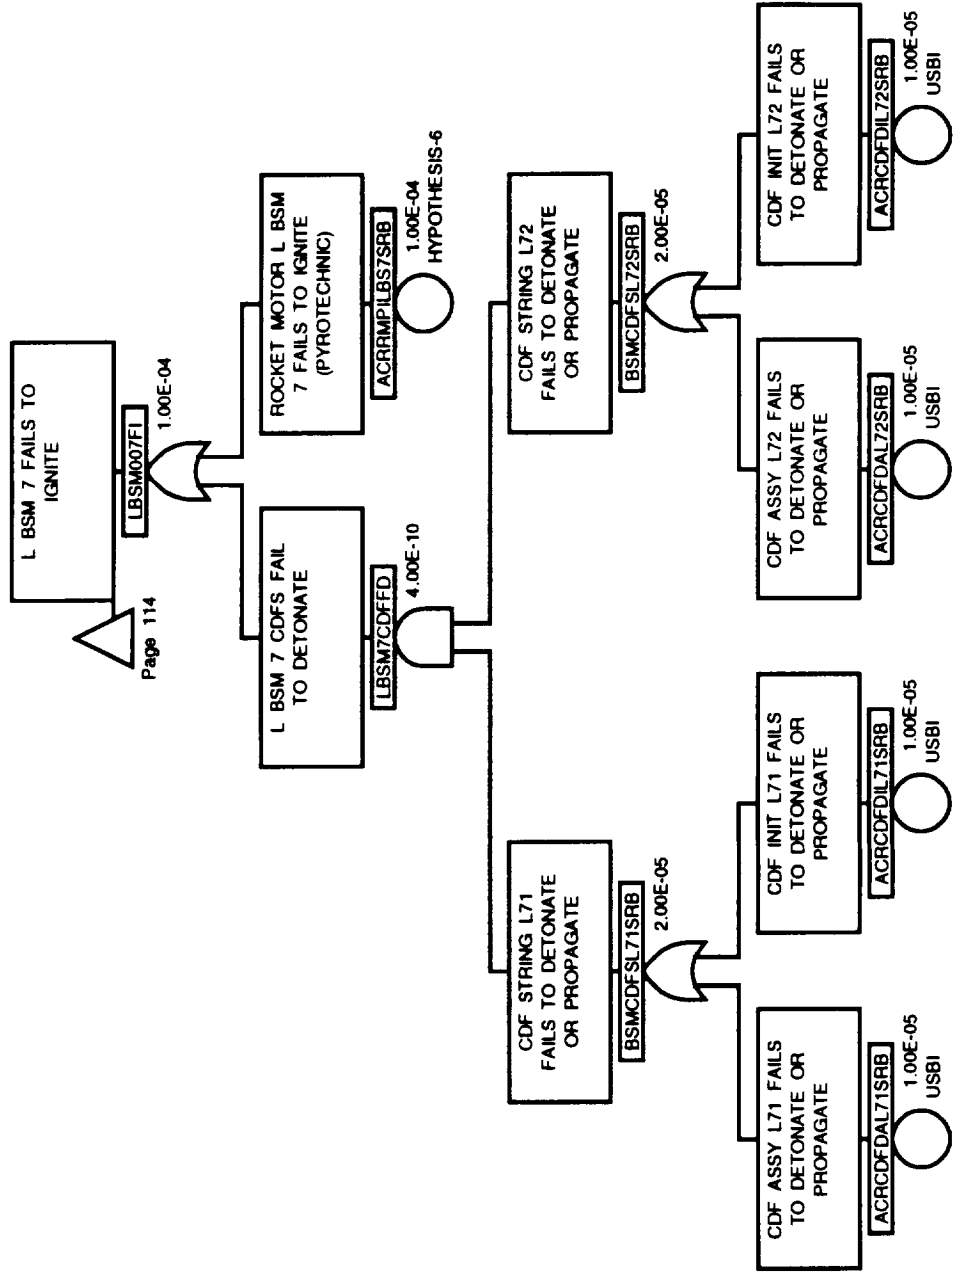 L BSM 7 FAILS TO
IGNITE
LBSM007FI
1.00E-04
Page 114
L BSM 7 CDFS FAIL
TO DETONATE
LBSM7CDFFD
4.00E-10
ROCKET MOTOR L BSM
7 FAILS TO IGNITE
(PYROTECHNIC)
ACRRMPILBS7SRB
1.00E-04
HYPOTHESIS-6
CDF STRING L71
FAILS TO DETONATE
OR PROPAGATE
BSMCDFSL71SRB
2.00E-05
CDF STRING L72
FAILS TO DETONATE
OR PROPAGATE
BSMCDFSL72SRB
2.00E-05
CDF ASSY L71 FAILS
TO DETONATE OR
PROPAGATE
ACRCDFDAL71SRB
1.00E-05
USBI
CDF INIT L71 FAILS
TO DETONATE OR
PROPAGATE
ACRCDFDIL71SRB
1.00E-05
USBI
CDF ASSY L72 FAILS
TO DETONATE OR
PROPAGATE
ACRCDFDAL72SRB
1.00E-05
USBI
CDF INIT L72 FAILS
TO DETONATE OR
PROPAGATE
ACRCDFDIL72SRB
1.00E-05
USBI